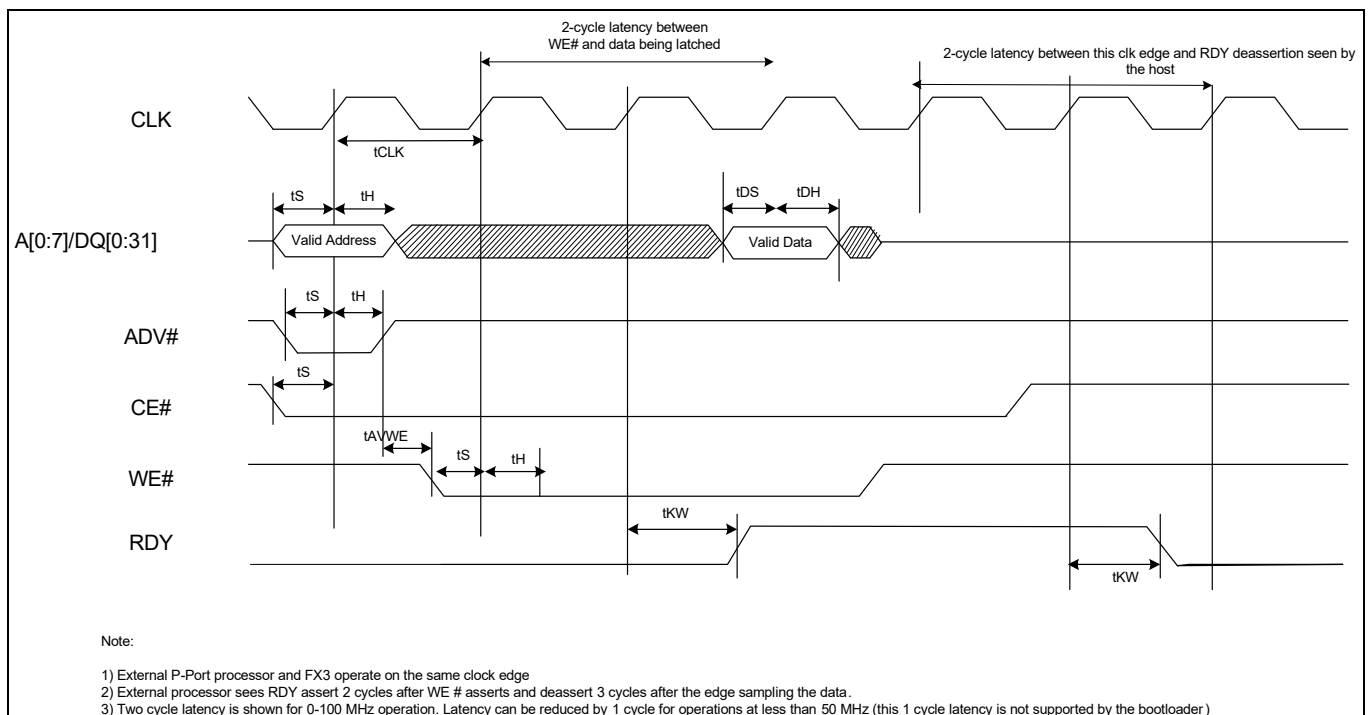 2-cycle latency between
WE# and data being latched
2-cycle latency between this clk edge and RDY deassertion seen by
the host
CLK
tCLK
tS
tH
tDS
tDH
A[0:7]/DQ[0:31]
Valid Address
Valid Data
tS
tH
ADV#
tS
CE#
tAVWE
tS
tH
WE#
tKW
RDY
tKW
Note:
1) External P-Port processor and FX3 operate on the same clock edge
2) External processor sees RDY assert 2 cycles after WE # asserts and deassert 3 cycles after the edge sampling the data.
3) Two cycle latency is shown for 0-100 MHz operation. Latency can be reduced by 1 cycle for operations at less than 50 MHz (this 1 cycle latency is not supported by the bootloader)